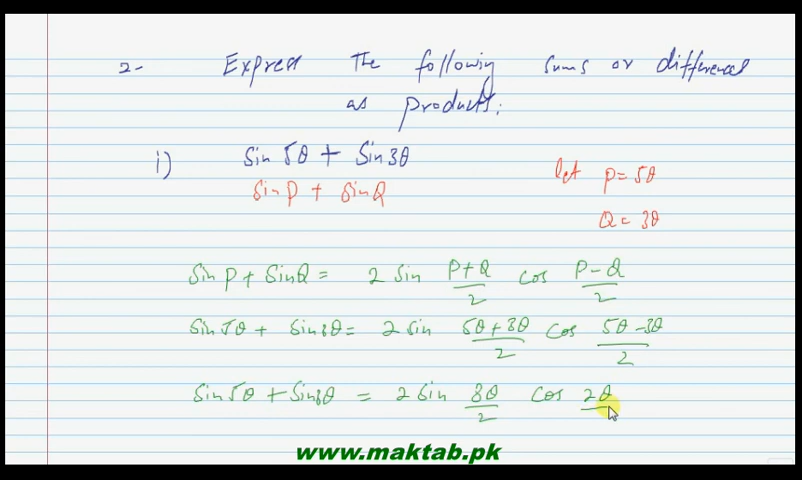 2- Express The following sums or differences
as products:
i) Sin 5θ + Sin 3θ
let P = 5θ
Sin P + Sin Q
Q = 3θ
Sin P + Sin Q = 2 Sin P+Q/2 Cos P-Q/2
Sin 5θ + Sin 3θ = 2 Sin 5θ+3θ/2 Cos 5θ-3θ/2
Sin 5θ + Sin 3θ = 2 Sin 8θ/2 Cos 2θ
www.maktab.pk